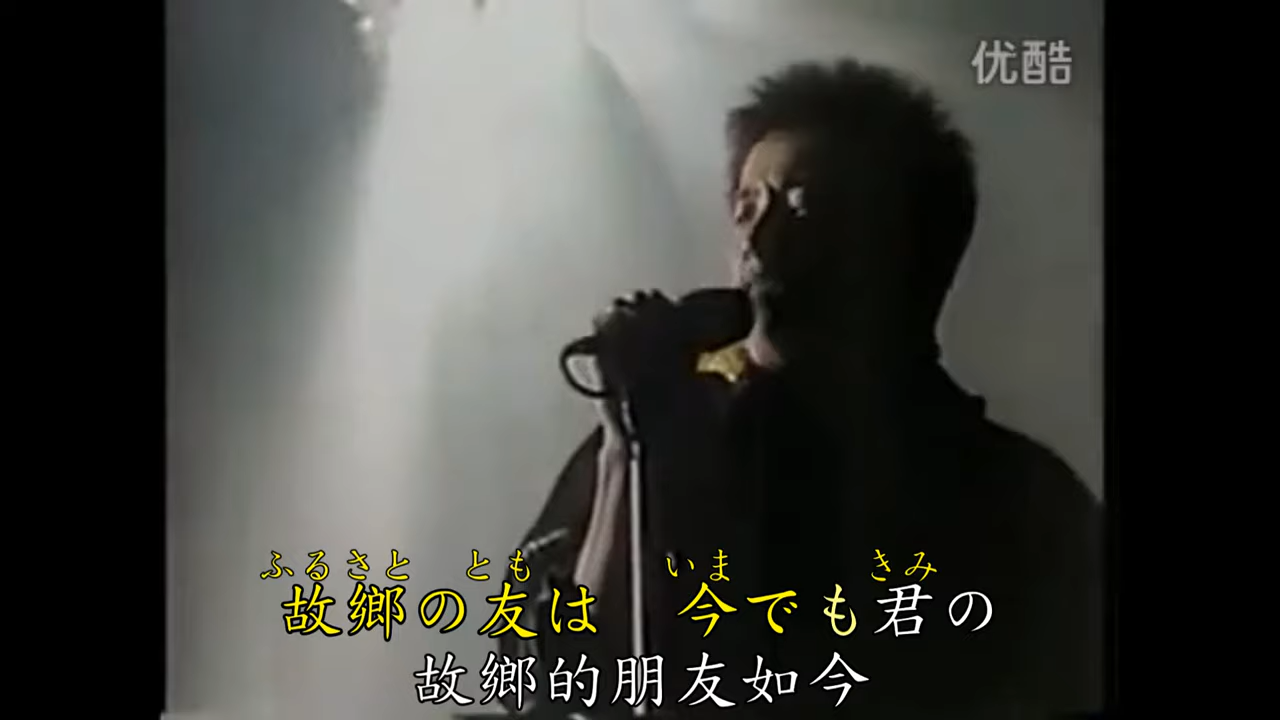 优酷
ふるさと とも いま きみ
故鄉の友は 今でも君の
故鄉的朋友如今